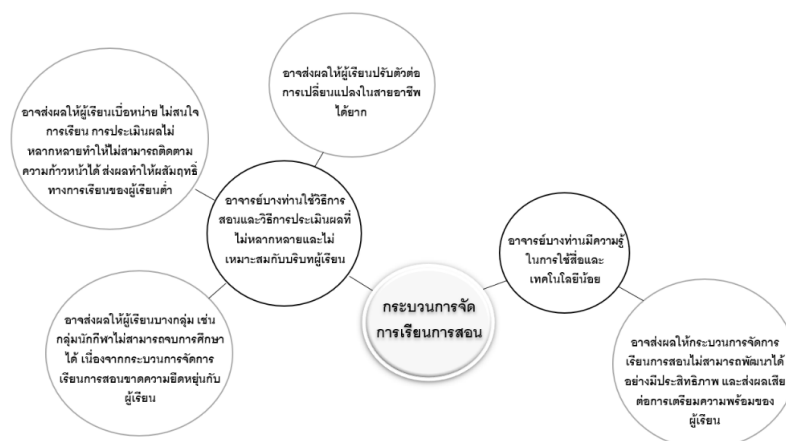 อาจส่งผลให้ผู้เรียนปรับตัวต่อ
การเปลี่ยนแปลงในสายอาชีพ
ได้ยาก
อาจส่งผลให้ผู้เรียนเบื่อหน่าย ไม่สนใจ
การเรียน การประเมินผลไม่
หลากหลายทำให้ไม่สามารถติดตาม
ความก้าวหน้าได้ ส่งผลทำให้ผสัมฤทธิ์
ทางการเรียนของผู้เรียนต่ำ
อาจารย์บางท่านใช้วิธีการ
สอนและวิธีการประเมินผลที่
ไม่หลากหลายและไม่
เหมาะสมกับบริบทผู้เรียน
อาจารย์บางท่านมีความรู้
ในการใช้สื่อและ
เทคโนโลยีน้อย
กระบวนการจัด
การเรียนการสอน
อาจส่งผลให้ผู้เรียนบางกลุ่ม เช่น
กลุ่มนักกีฬาไม่สามารถจบการศึกษา
ได้ เนื่องจากกระบวนการจัดการ
เรียนการสอนขาดความยืดหยุ่นกับ
ผู้เรียน
อาจส่งผลให้กระบวนการจัดการ
เรียนการสอนไม่สามารถพัฒนาได้
อย่างมีประสิทธิภาพ และส่งผลเสีย
ต่อการเตรียมความพร้อมของ
ผู้เรียน